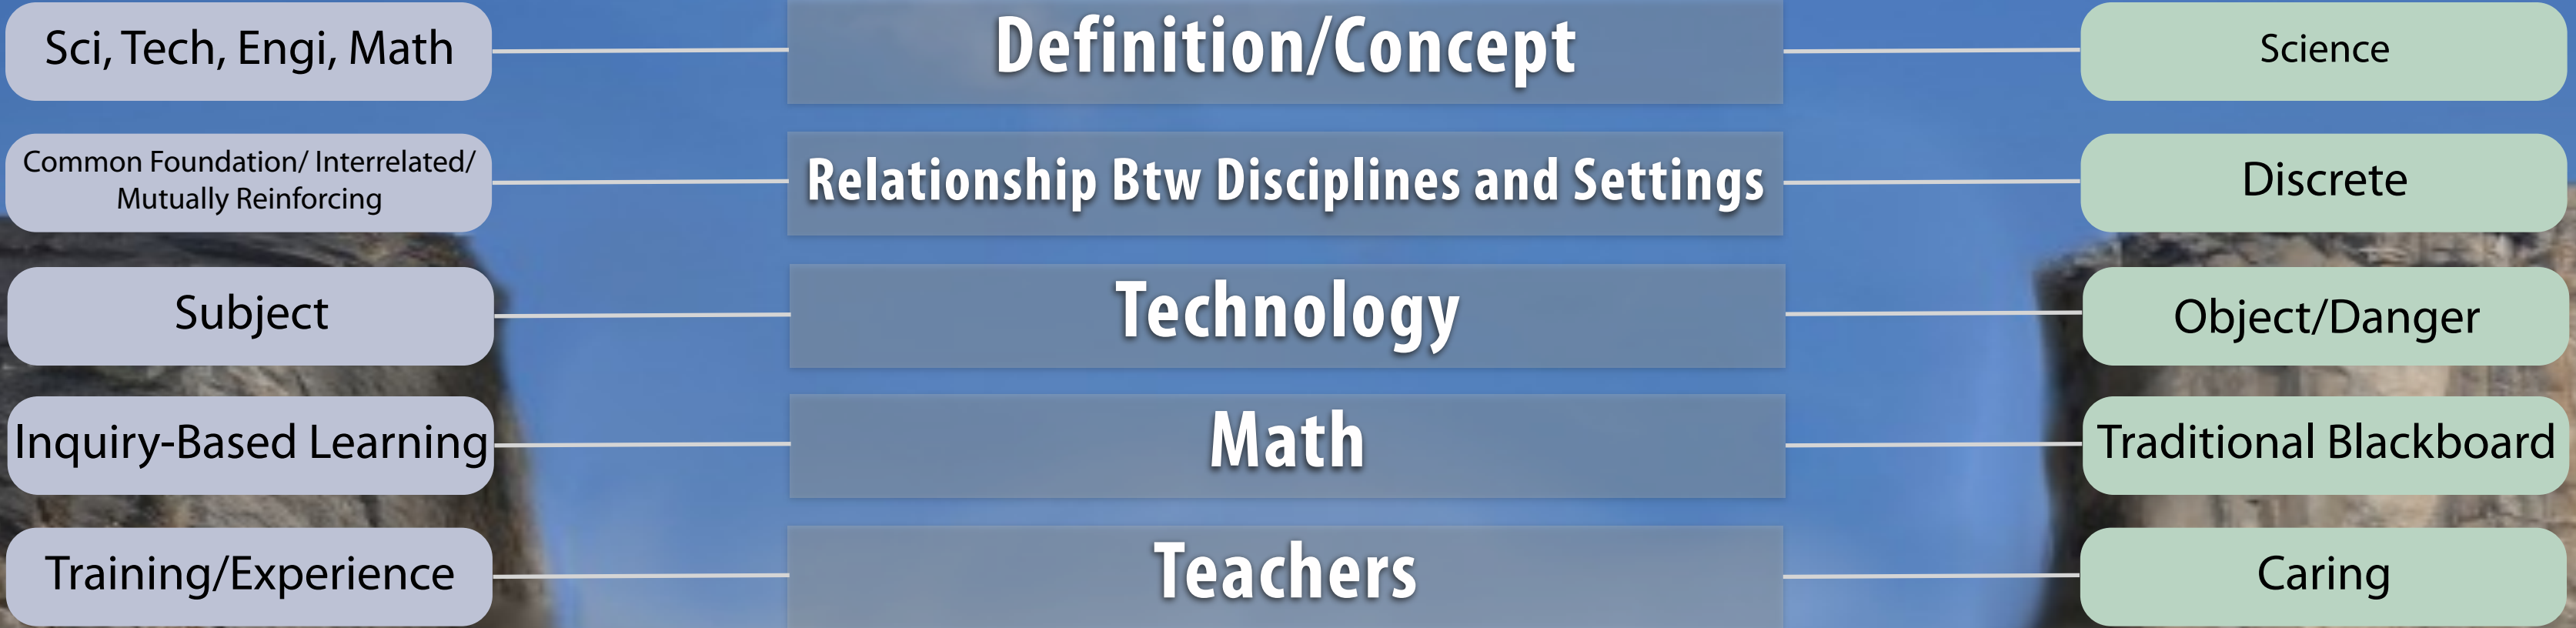 Sci, Tech, Engi, Math
Definition/Concept
Science
Common Foundation/ Interrelated/
Mutually Reinforcing
Relationship Btw Disciplines and Settings
Discrete
Subject
Technology
Object/Danger
Inquiry-Based Learning
Math
Traditional Blackboard
Training/Experience
Teachers
Caring